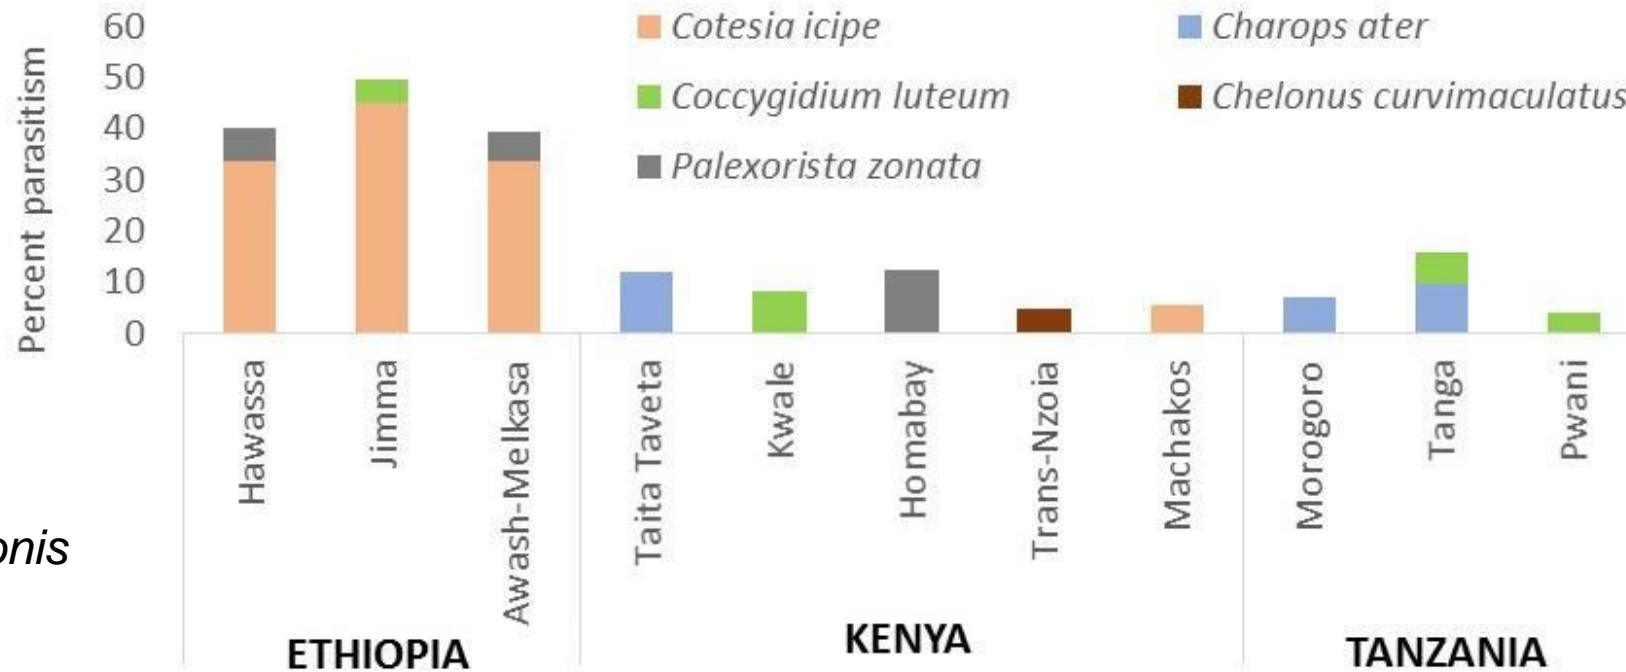 Percent parasitism
60
50
40
30
20
10
0
Cotesia icipe
Charops ater
Coccygidium luteum
Chelonus curvimaculatus
Palexorista zonata
Hawassa
Jimma
Awash-Melkasa
Taita Taveta
Kwale
Homabay
Trans-Nzoia
Machakos
Morogoro
Tanga
Pwani
ETHIOPIA
KENYA
TANZANIA